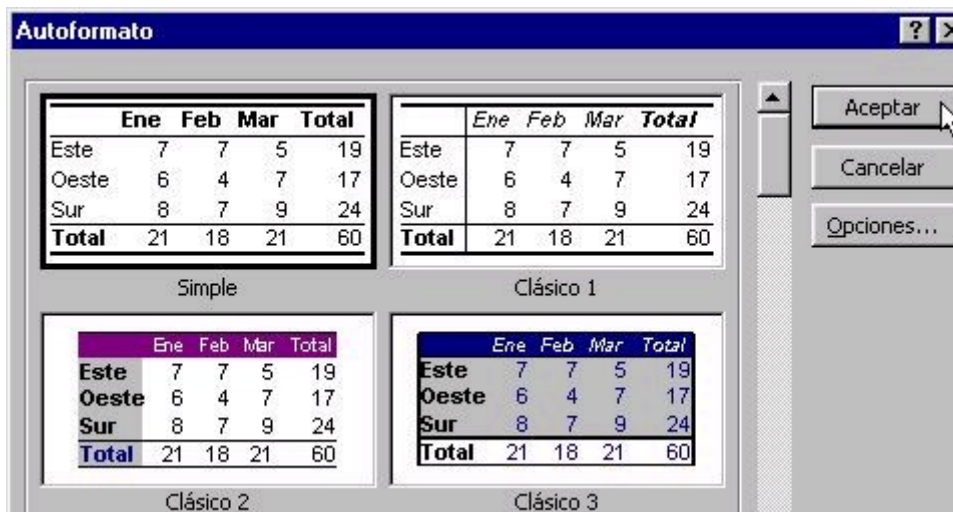 Autoformato
Ene Feb Mar Total
Este 7 7 5 19
Oeste 6 4 7 17
Sur 8 7 9 24
Total 21 18 21 60
Simple
Ene Feb Mar Total
Este 7 7 5 19
Oeste 6 4 7 17
Sur 8 7 9 24
Total 21 18 21 60
Clásico 1
Aceptar
Cancelar
Opciones...
Ene Feb Mar Total
Este 7 7 5 19
Oeste 6 4 7 17
Sur 8 7 9 24
Total 21 18 21 60
Clásico 2
Ene Feb Mar Total
Este 7 7 5 19
Oeste 6 4 7 17
Sur 8 7 9 24
Total 21 18 21 60
Clásico 3